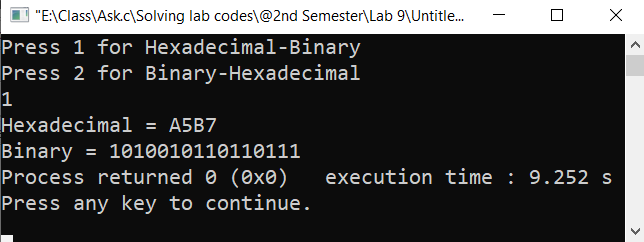 "E:\Class\Ask.c\Solving lab codes\@2nd Semester\Lab 9\Untitle...
Press 1 for Hexadecimal-Binary
Press 2 for Binary-Hexadecimal
1
Hexadecimal = A5B7
Binary = 1010010110110111
Process returned 0 (0x0)   execution time : 9.252 s
Press any key to continue.